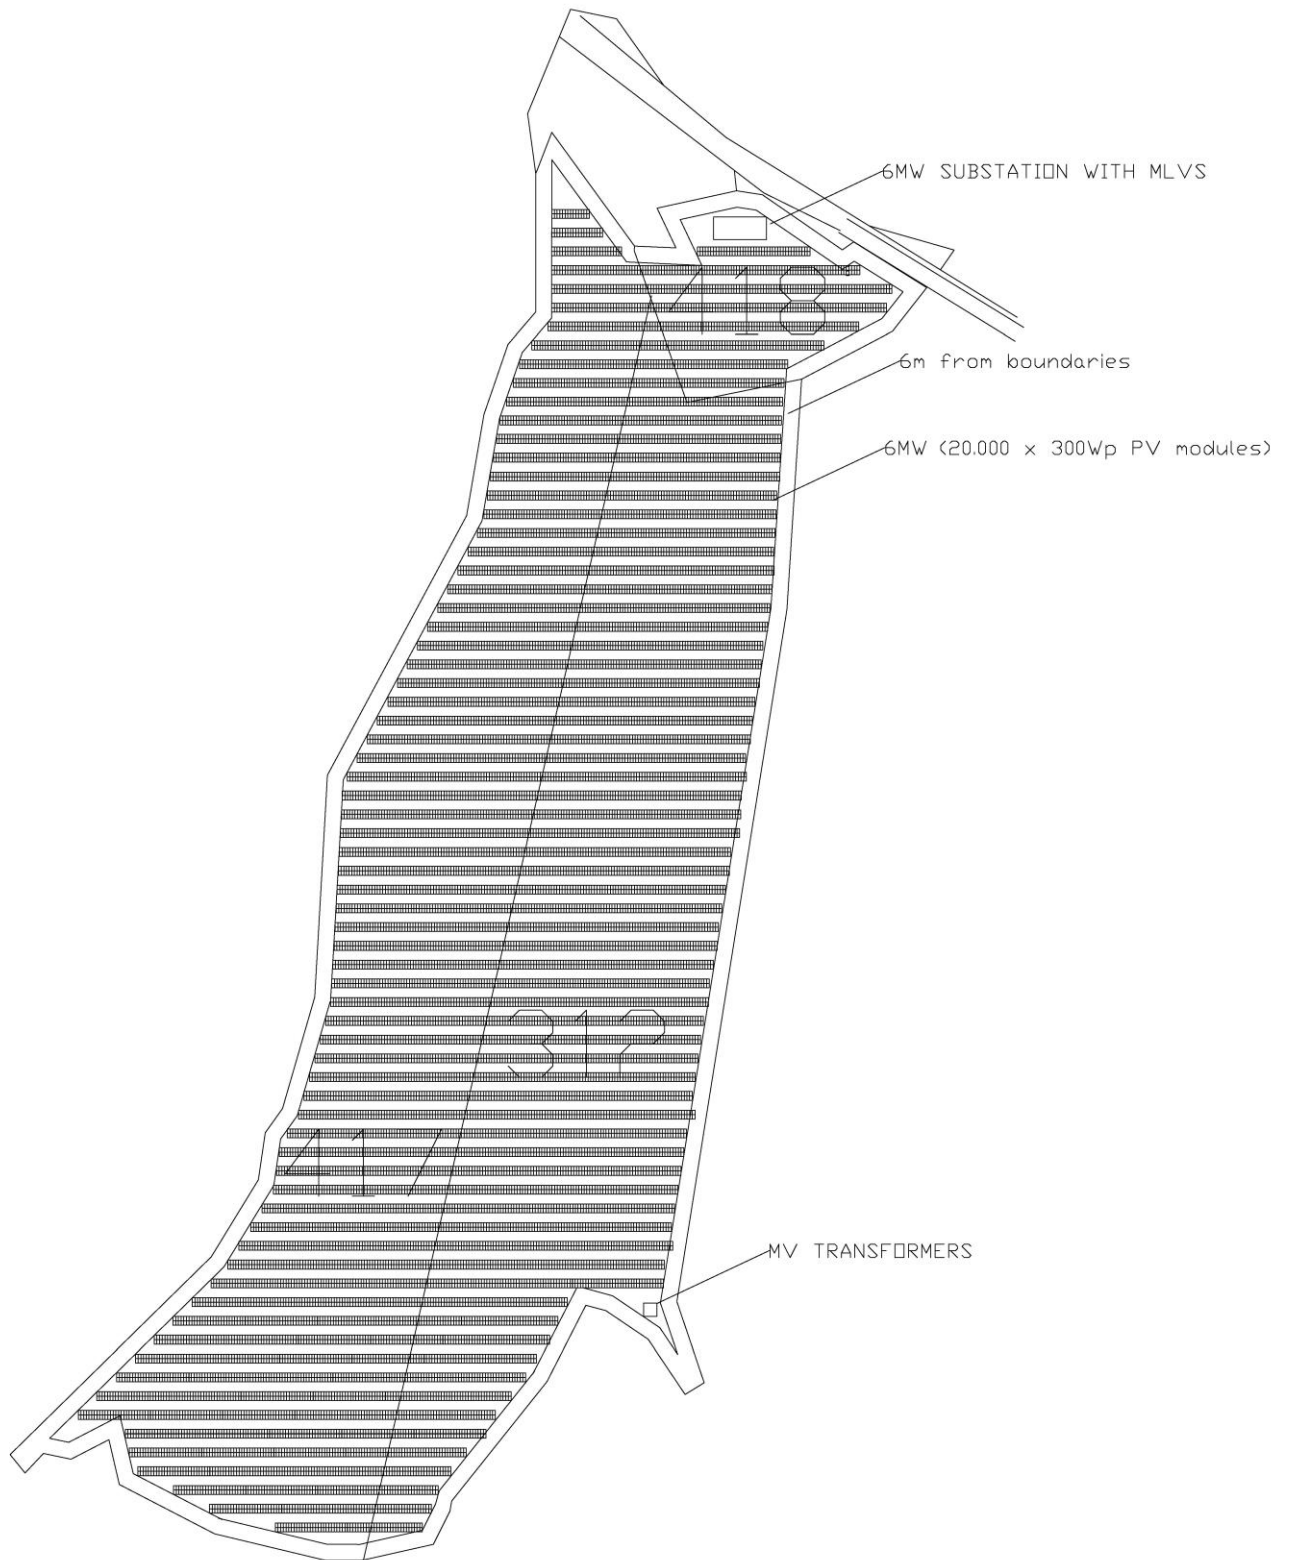 6MW SUBSTATION WITH MLVS
418
6m from boundaries
6MW (20.000 x 300Wp PV modules)
312
417
MV TRANSFORMERS